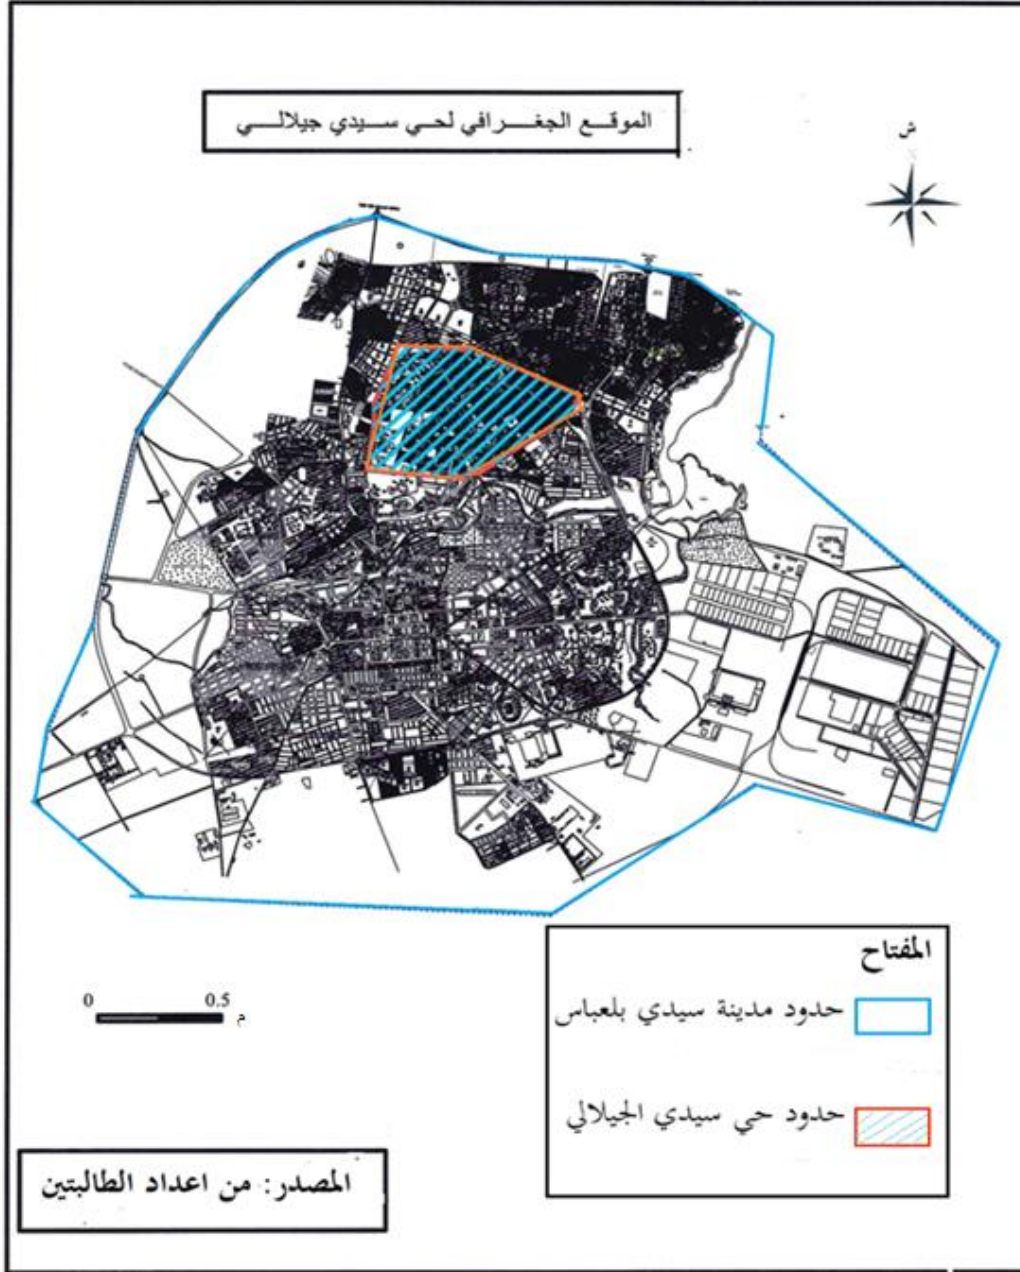 الموقع الجغرافي لحي سيدي جيلالي
ش
0 0.5 م
المفتاح
حدود مدينة سيدي بلعباس
حدود حي سيدي الجيلالي
المصدر: من اعداد الطالبتين